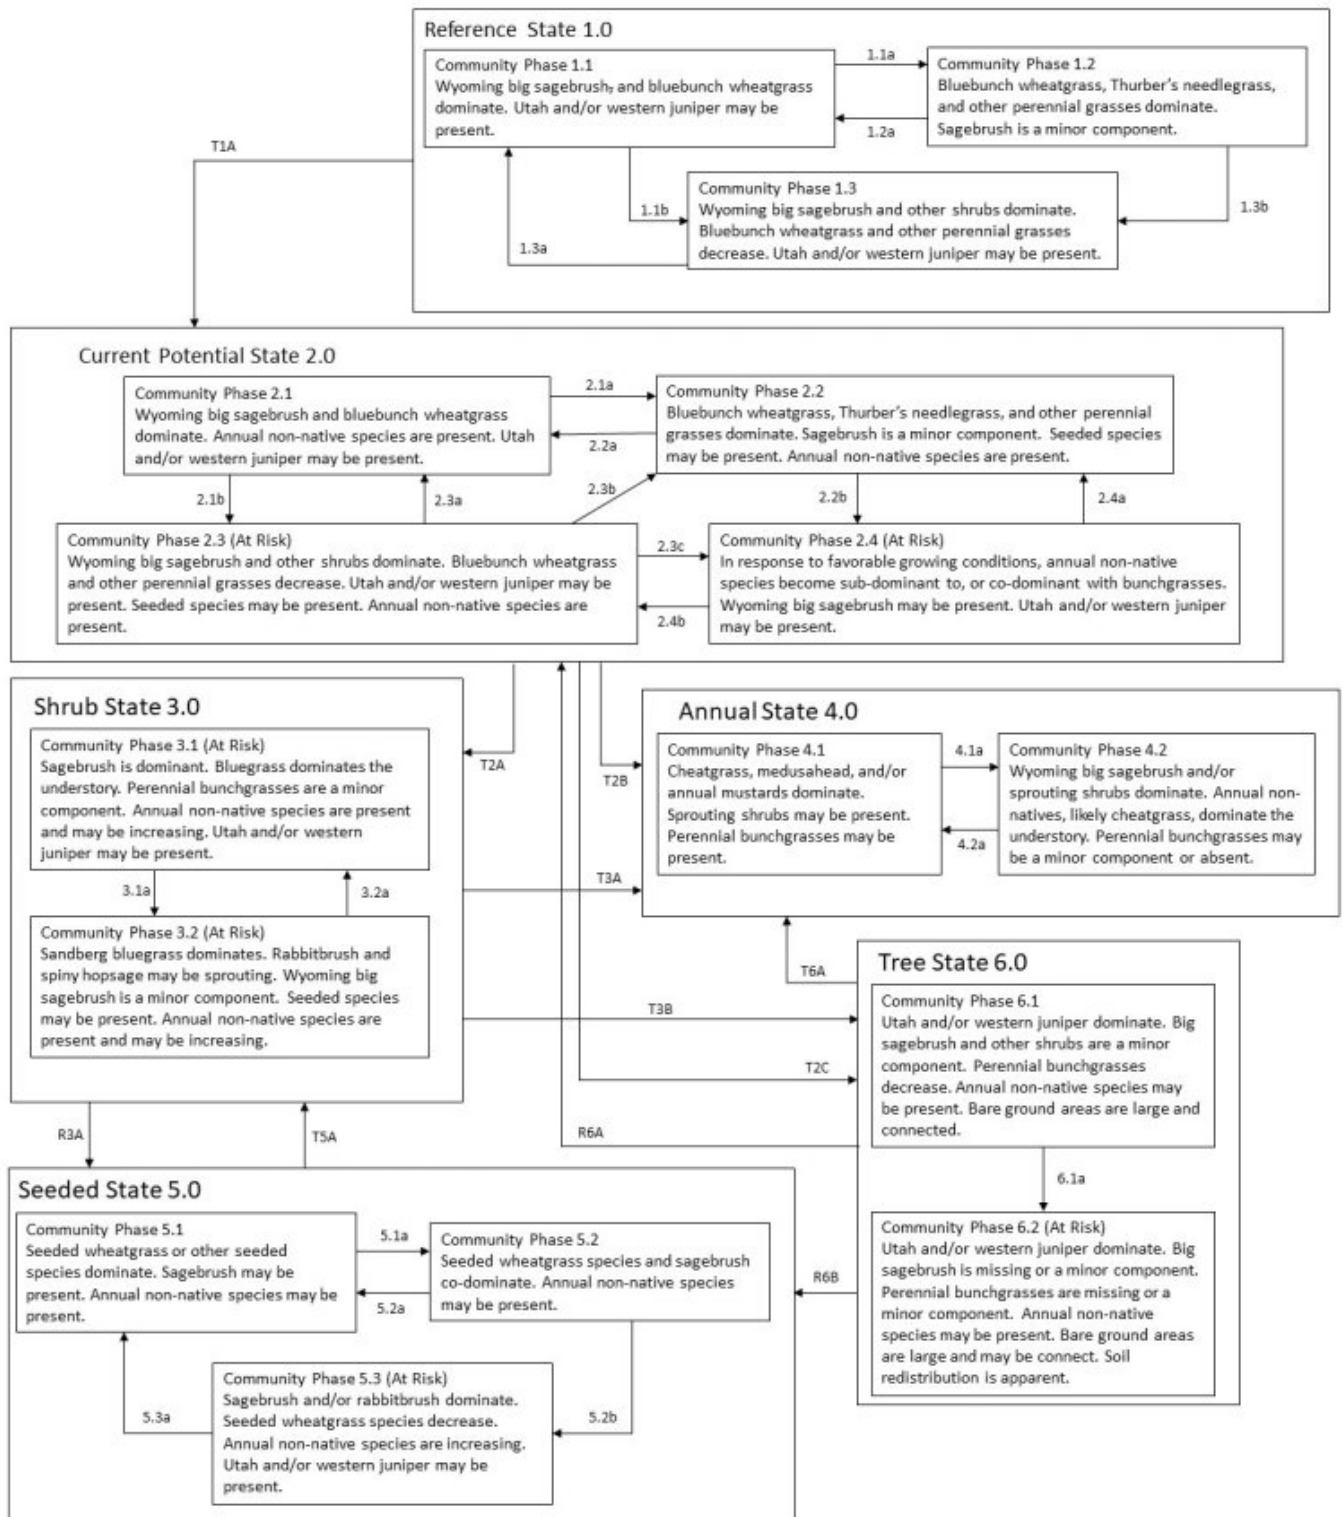 Reference State 1.0
Community Phase 1.1
Wyoming big sagebrush, and bluebunch wheatgrass
dominate. Utah and/or western juniper may be
present.
1.1a
1.2a
Community Phase 1.2
Bluebunch wheatgrass, Thurber's needlegrass,
and other perennial grasses dominate.
Sagebrush is a minor component.
T1A
1.1b
1.3a
Community Phase 1.3
Wyoming big sagebrush and other shrubs dominate.
Bluebunch wheatgrass and other perennial grasses
decrease. Utah and/or western juniper may be present.
1.3b
Current Potential State 2.0
Community Phase 2.1
Wyoming big sagebrush and bluebunch wheatgrass
dominate. Annual non-native species are present. Utah
and/or western juniper may be present.
2.1a
2.2a
Community Phase 2.2
Bluebunch wheatgrass, Thurber's needlegrass, and other perennial
grasses dominate. Sagebrush is a minor component. Seeded species
may be present. Annual non-native species are present.
2.1b
2.3a
2.3b
2.2b
2.4a
Community Phase 2.3 (At Risk)
Wyoming big sagebrush and other shrubs dominate. Bluebunch wheatgrass
and other perennial grasses decrease. Utah and/or western juniper may be
present. Seeded species may be present. Annual non-native species are
present.
2.3c
2.4b
Community Phase 2.4 (At Risk)
In response to favorable growing conditions, annual non-native
species become sub-dominant to, or co-dominant with bunchgrasses.
Wyoming big sagebrush may be present. Utah and/or western juniper
may be present.
Shrub State 3.0
Community Phase 3.1 (At Risk)
Sagebrush is dominant. Bluegrass dominates the
understory. Perennial bunchgrasses are a minor
component. Annual non-native species are present
and may be increasing. Utah and/or western
juniper may be present.
3.1a
3.2a
Community Phase 3.2 (At Risk)
Sandberg bluegrass dominates. Rabbitbrush and
spiny hopsage may be sprouting. Wyoming big
sagebrush is a minor component. Seeded species
may be present. Annual non-native species are
present and may be increasing.
T2A
T2B
Annual State 4.0
Community Phase 4.1
Cheatgrass, medusahead, and/or
annual mustards dominate.
Sprouting shrubs may be present.
Perennial bunchgrasses may be
present.
4.1a
4.2a
Community Phase 4.2
Wyoming big sagebrush and/or
sprouting shrubs dominate. Annual non-
natives, likely cheatgrass, dominate the
understory. Perennial bunchgrasses may
be a minor component or absent.
T3A
T6A
T3B
T2C
R6A
Tree State 6.0
Community Phase 6.1
Utah and/or western juniper dominate. Big
sagebrush and other shrubs are a minor
component. Perennial bunchgrasses
decrease. Annual non-native species may
be present. Bare ground areas are large and
connected.
6.1a
Community Phase 6.2 (At Risk)
Utah and/or western juniper dominate. Big
sagebrush is missing or a minor component.
Perennial bunchgrasses are missing or a
minor component. Annual non-native
species may be present. Bare ground areas
are large and may be connect. Soil
redistribution is apparent.
R3A
T5A
R6B
Seeded State 5.0
Community Phase 5.1
Seeded wheatgrass or other seeded
species dominate. Sagebrush may be
present. Annual non-native species may be
present.
5.1a
5.2a
Community Phase 5.2
Seeded wheatgrass species and sagebrush
co-dominate. Annual non-native species
may be present.
5.3a
Community Phase 5.3 (At Risk)
Sagebrush and/or rabbitbrush dominate.
Seeded wheatgrass species decrease.
Annual non-native species are increasing.
Utah and/or western juniper may be
present.
5.2b